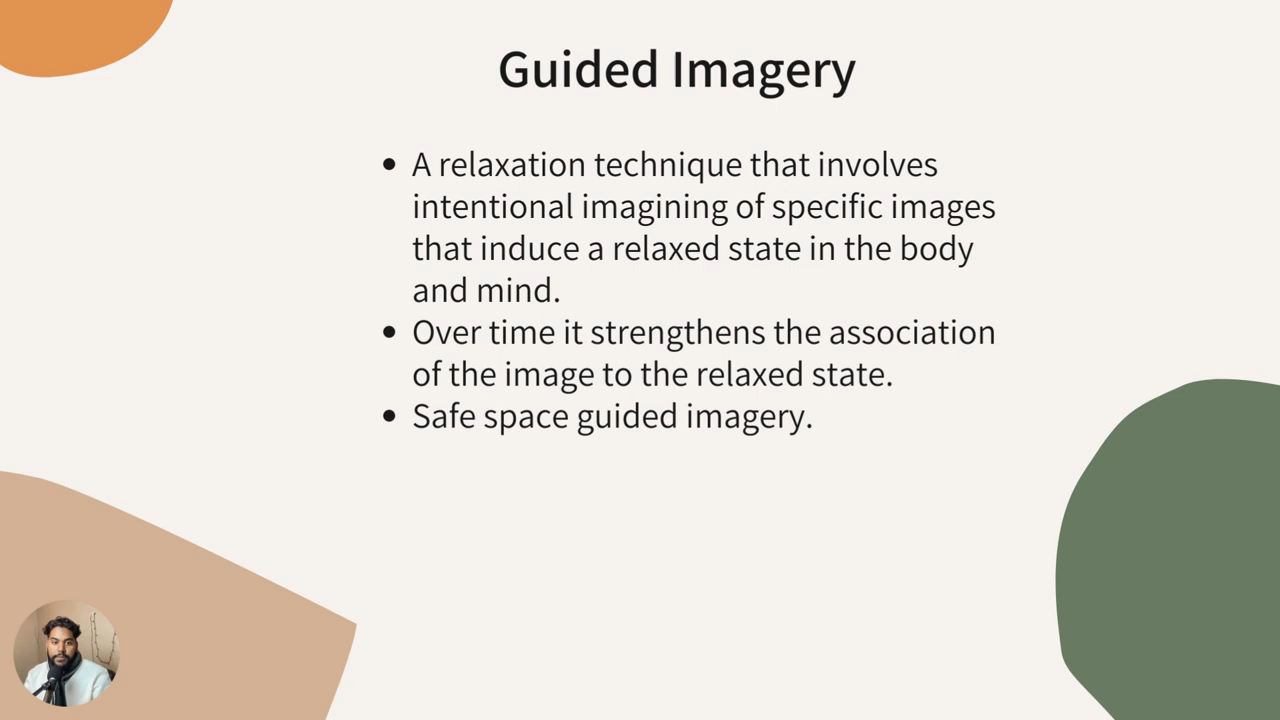 Guided Imagery
• A relaxation technique that involves
intentional imagining of specific images
that induce a relaxed state in the body
and mind.
• Over time it strengthens the association
of the image to the relaxed state.
• Safe space guided imagery.